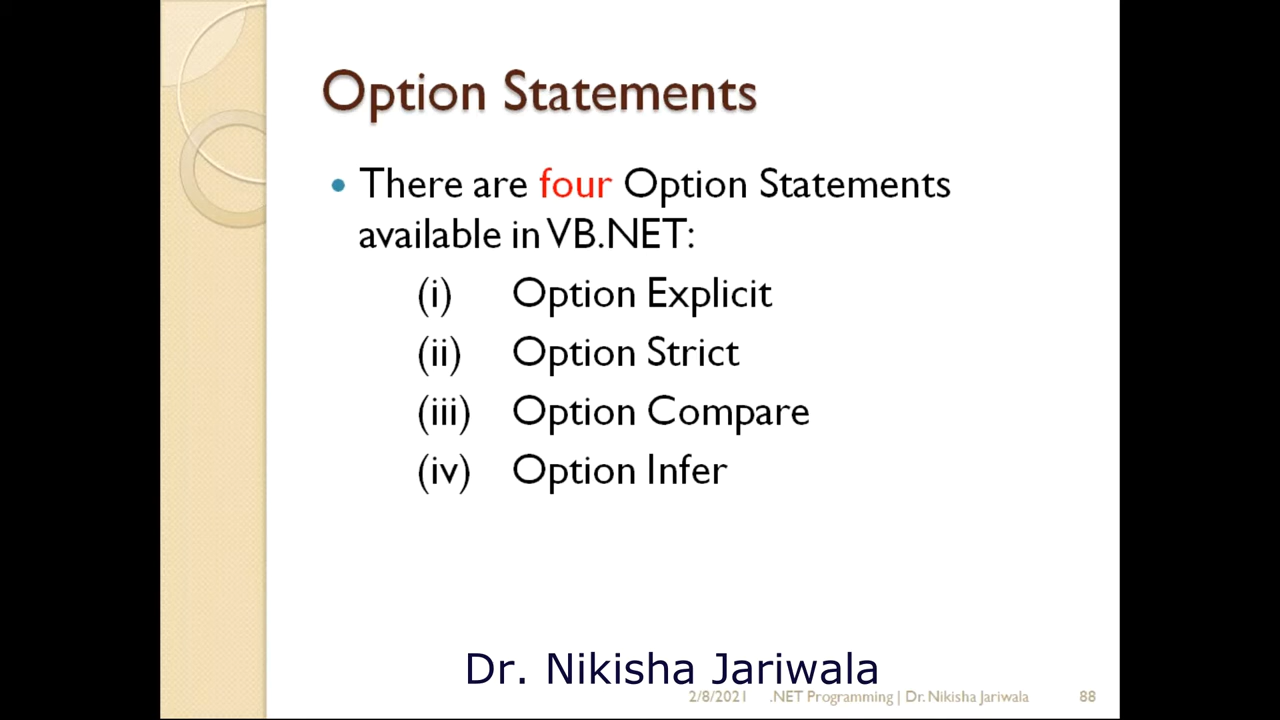 Option Statements
• There are four Option Statements
available in VB.NET:
(i) Option Explicit
(ii) Option Strict
(iii) Option Compare
(iv) Option Infer
Dr. Nikisha Jariwala
2/8/2021 .NET Programming | Dr. Nikisha Jariwala 88